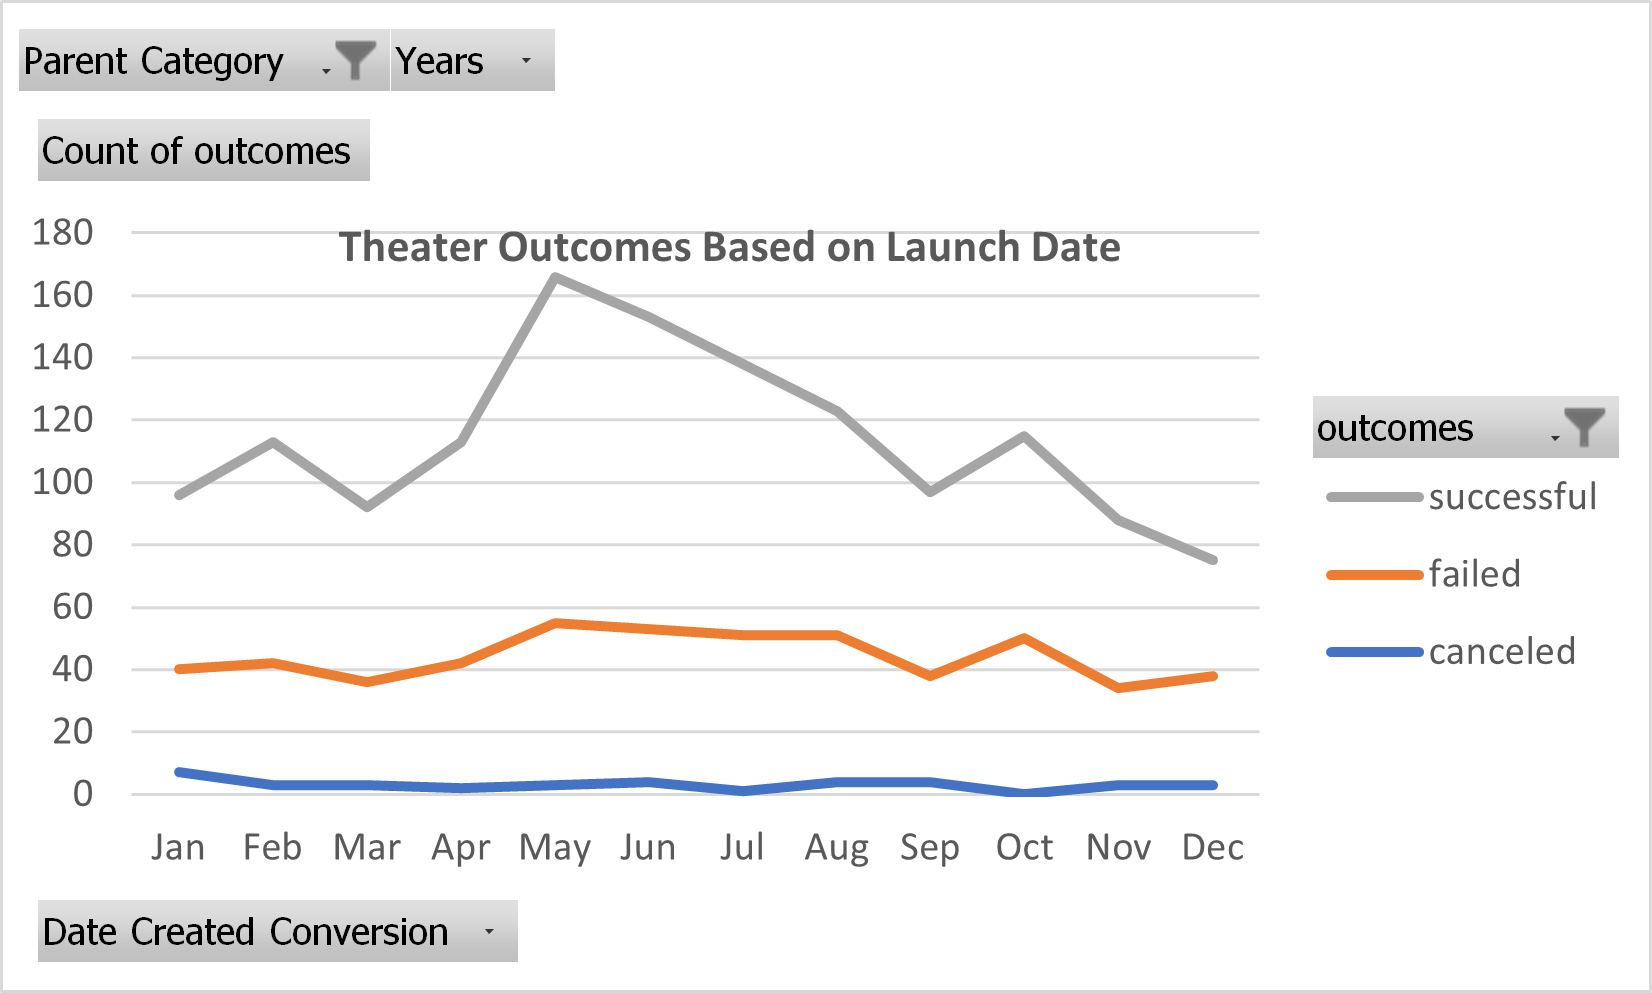 Parent Category Years
Count of outcomes
Theater Outcomes Based on Launch Date
180
160
140
120
100
80
60
40
20
0
Jan Feb Mar Apr May Jun Jul Aug Sep Oct Nov Dec
outcomes
successful
failed
canceled
Date Created Conversion